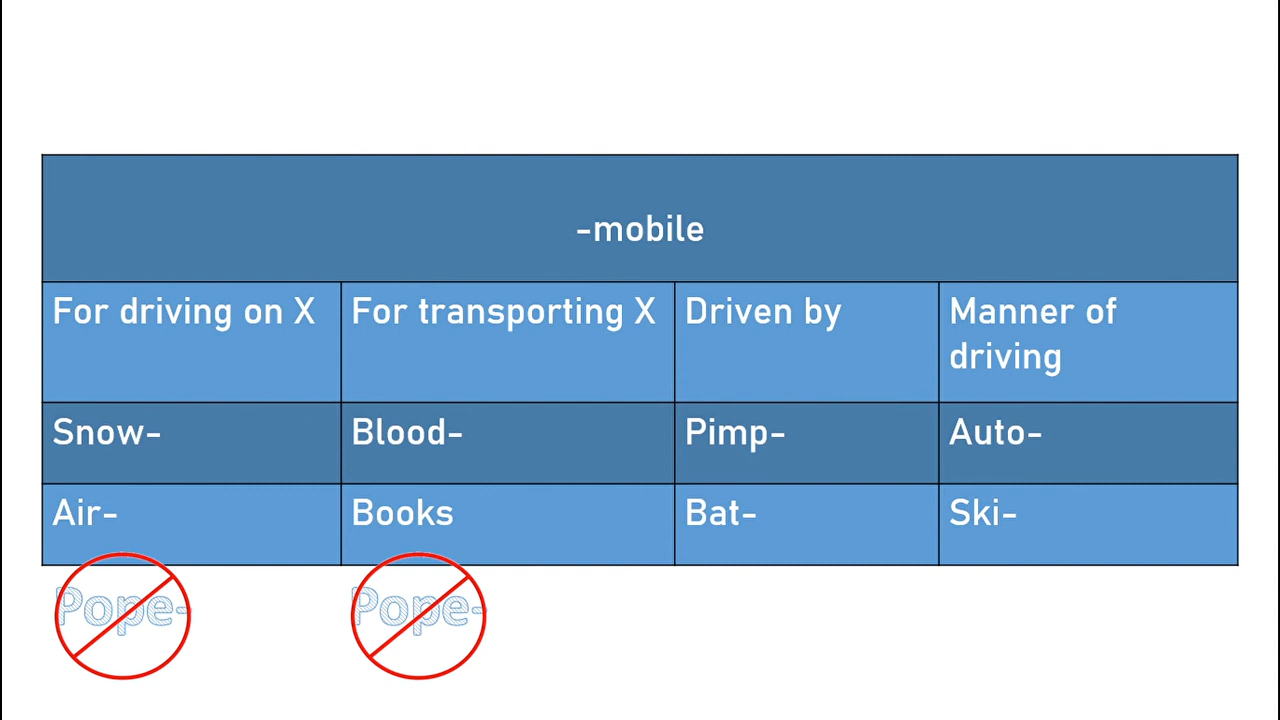 -mobile
For driving on X
For transporting X
Driven by
Manner of
driving
Snow-
Blood-
Pimp-
Auto-
Air-
Books
Bat-
Ski-
Pope-
Pope-